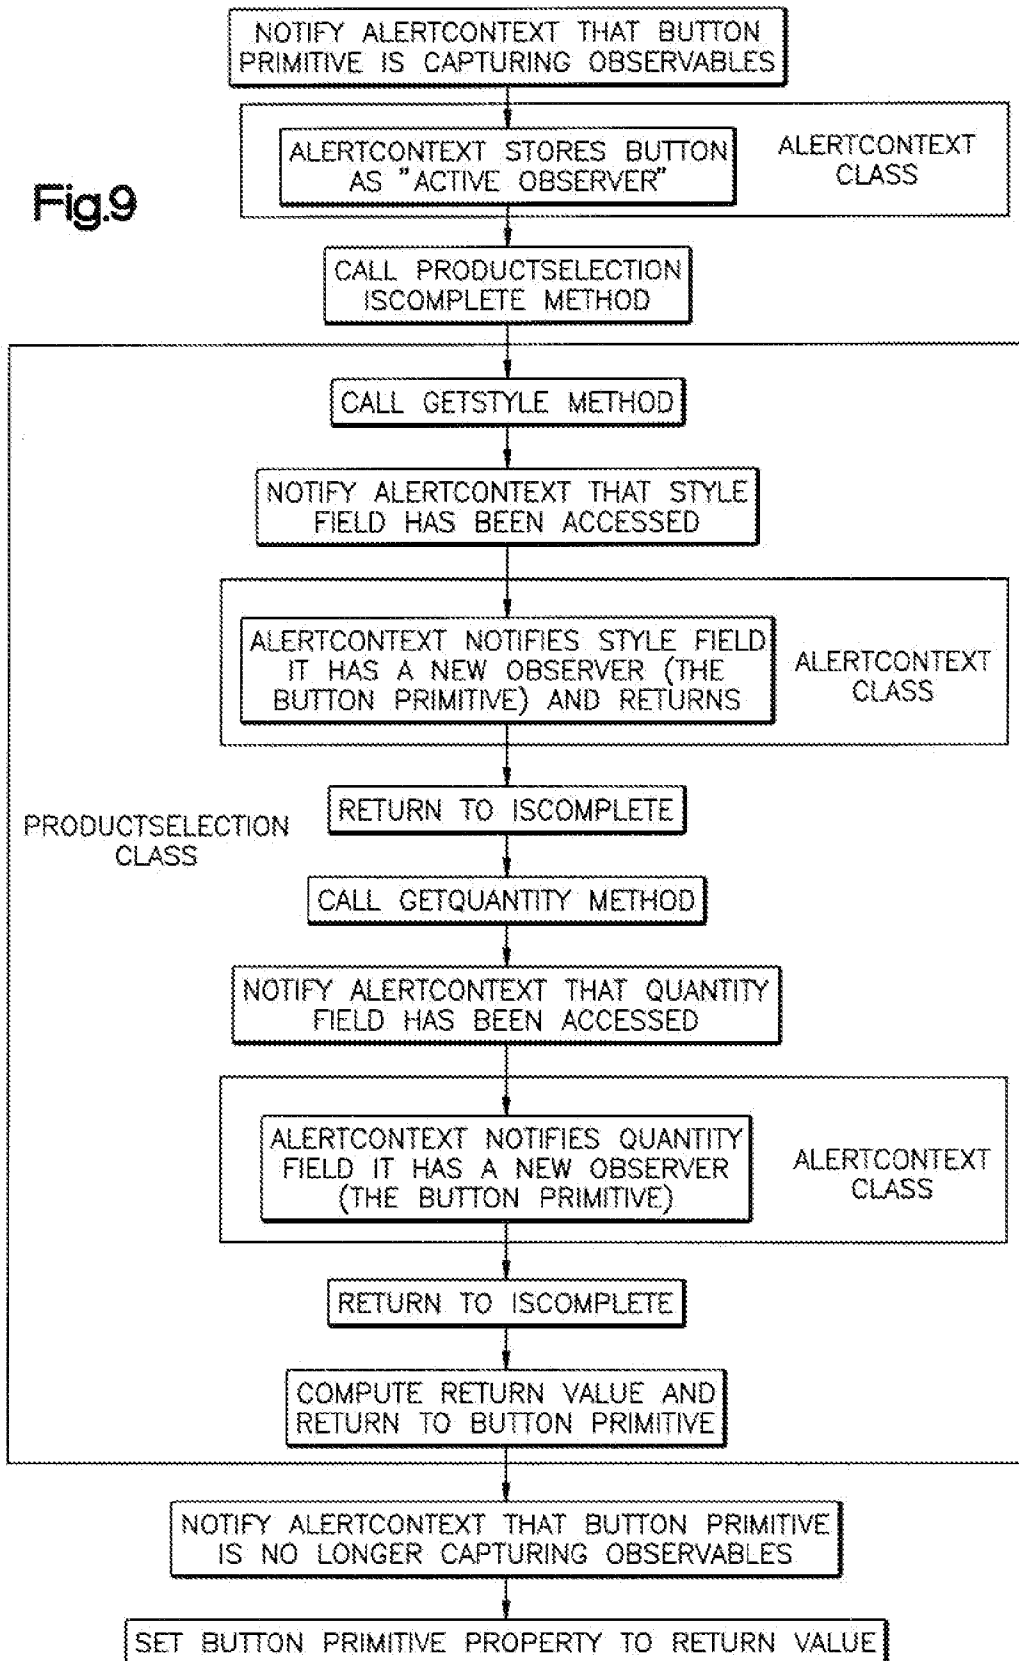 NOTIFY ALERTCONTEXT THAT BUTTON
PRIMITIVE IS CAPTURING OBSERVABLES
ALERTCONTEXT STORES BUTTON
AS "ACTIVE OBSERVER"
ALERTCONTEXT
CLASS
Fig.9
CALL PRODUCTSELECTION
ISCOMPLETE METHOD
CALL GETSTYLE METHOD
NOTIFY ALERTCONTEXT THAT STYLE
FIELD HAS BEEN ACCESSED
ALERTCONTEXT NOTIFIES STYLE FIELD
IT HAS A NEW OBSERVER (THE
BUTTON PRIMITIVE) AND RETURNS
ALERTCONTEXT
CLASS
RETURN TO ISCOMPLETE
PRODUCTSELECTION
CLASS
CALL GETQUANTITY METHOD
NOTIFY ALERTCONTEXT THAT QUANTITY
FIELD HAS BEEN ACCESSED
ALERTCONTEXT NOTIFIES QUANTITY
FIELD IT HAS A NEW OBSERVER
(THE BUTTON PRIMITIVE)
ALERTCONTEXT
CLASS
RETURN TO ISCOMPLETE
COMPUTE RETURN VALUE AND
RETURN TO BUTTON PRIMITIVE
NOTIFY ALERTCONTEXT THAT BUTTON PRIMITIVE
IS NO LONGER CAPTURING OBSERVABLES
SET BUTTON PRIMITIVE PROPERTY TO RETURN VALUE